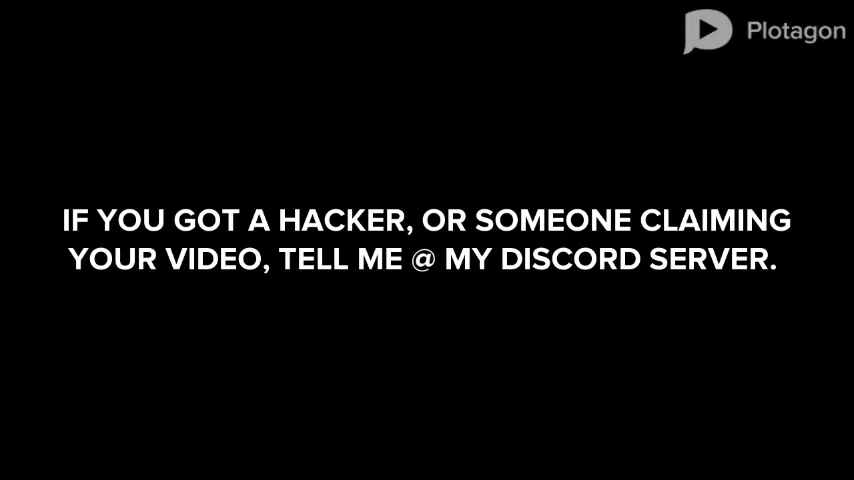 Plotagon
IF YOU GOT A HACKER, OR SOMEONE CLAIMING
YOUR VIDEO, TELL ME @ MY DISCORD SERVER.